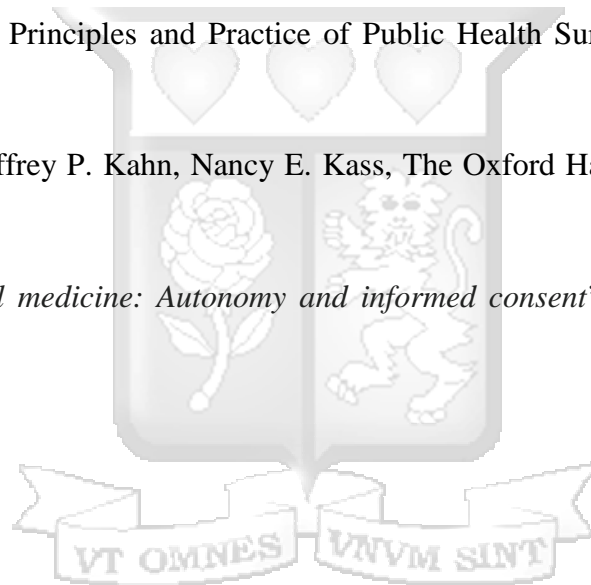 Principles and Practice of Public Health Sur
ffrey P. Kahn, Nancy E. Kass, The Oxford Ha
l medicine: Autonomy and informed consent’
VT OMNES VNVM SINT